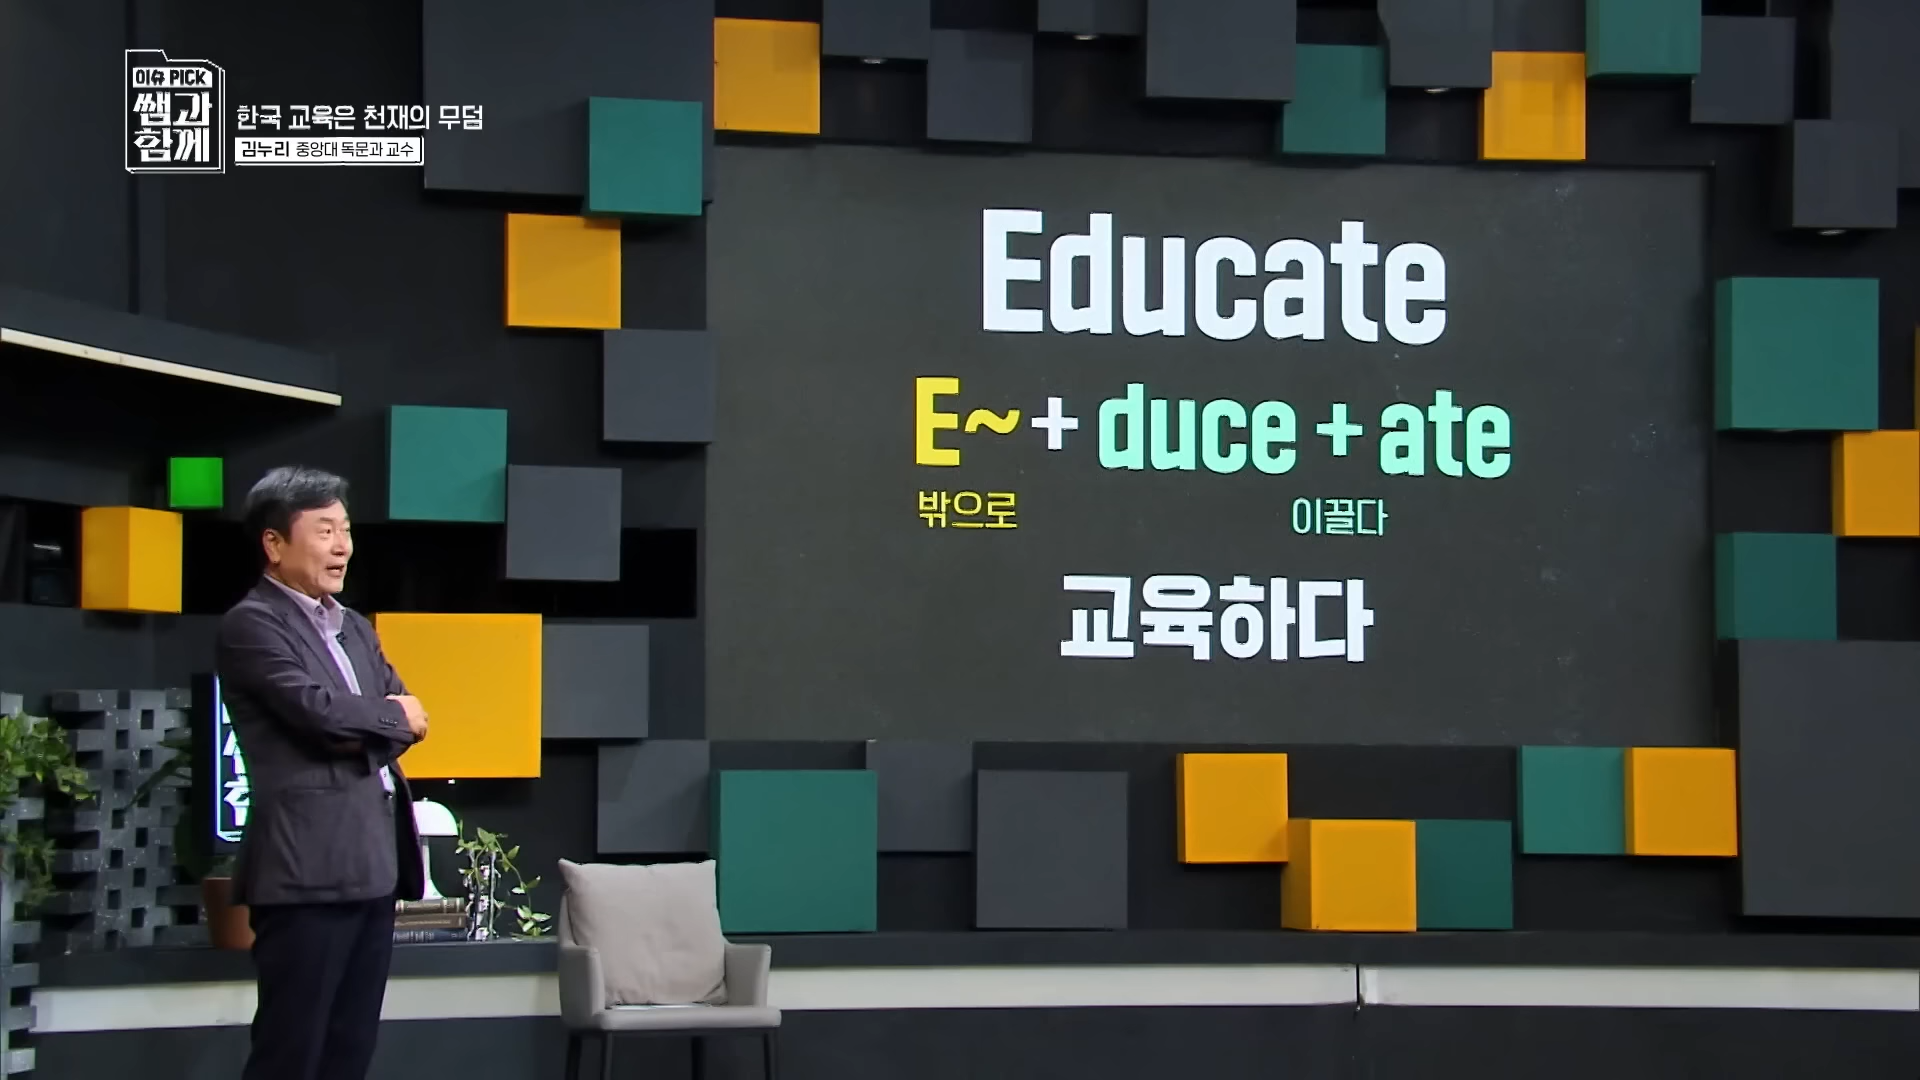 이슈 PICK
쌤과
함께
한국 교육은 천재의 무덤
김누리 중앙대 독문과 교수
Educate
E~ + duce + ate
밖으로 이끌다
교육하다